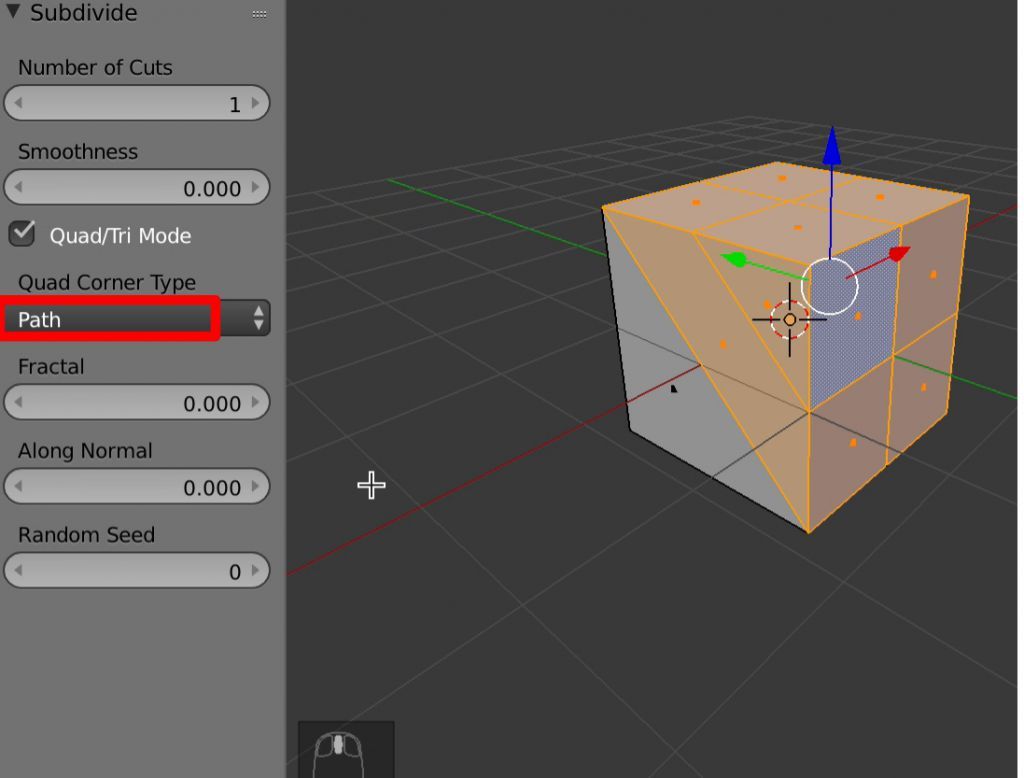 Subdivide
Number of Cuts
1
Smoothness
0.000
Quad/Tri Mode
Quad Corner Type
Path
Fractal
0.000
Along Normal
0.000
Random Seed
0